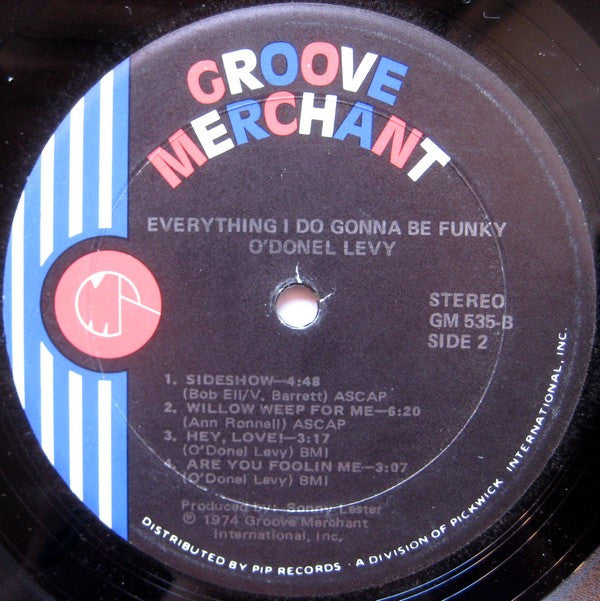 GROOVE
MERCHANT
EVERYTHING I DO GONNA BE FUNKY
O'DONEL LEVY
STEREO
GM 535-B
SIDE 2
1. SIDESHOW—4:48
(Bob Eli/V. Barrett) ASCAP
2. WILLOW WEEP FOR ME—6:20
(Ann Ronnell) ASCAP
3. HEY, LOVE!—3:17
(O'Donel Levy) BMI
4. ARE YOU FOOLIN ME—3:07
(O'Donel Levy) BMI
Produced by: Sonny Lester
℗ 1974 Groove Merchant
International, Inc.
DISTRIBUTED BY PIP RECORDS · A DIVISION OF PICKWICK INTERNATIONAL, INC.